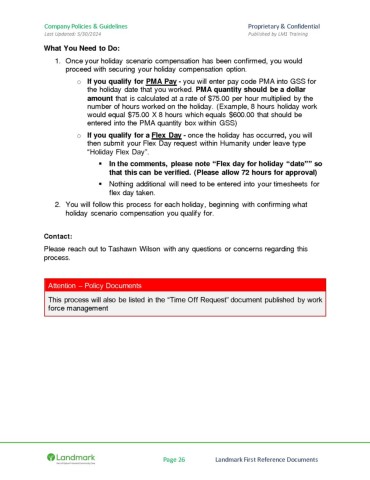 Company Policies & Guidelines Proprietary & Confidential
Last Updated: 5/30/2024 Published by LM1 Training
What You Need to Do:
1. Once your holiday scenario compensation has been confirmed, you would
proceed with securing your holiday compensation option.
o If you qualify for PMA Pay - you will enter pay code PMA into GSS for
the holiday date that you worked. PMA quantity should be a dollar
amount that is calculated at a rate of $75.00 per hour multiplied by the
number of hours worked on the holiday. (Example, 8 hours holiday work
would equal $75.00 X 8 hours which equals $600.00 that should be
entered into the PMA quantity box within GSS)
o If you qualify for a Flex Day - once the holiday has occurred, you will
then submit your Flex Day request within Humanity under leave type
"Holiday Flex Day".
▪ In the comments, please note "Flex day for holiday "date"" so
that this can be verified. (Please allow 72 hours for approval)
▪ Nothing additional will need to be entered into your timesheets for
flex day taken.
2. You will follow this process for each holiday, beginning with confirming what
holiday scenario compensation you qualify for.
Contact:
Please reach out to Tashawn Wilson with any questions or concerns regarding this
process.
Attention – Policy Documents
This process will also be listed in the "Time Off Request" document published by work
force management
Landmark
Page 26 Landmark First Reference Documents